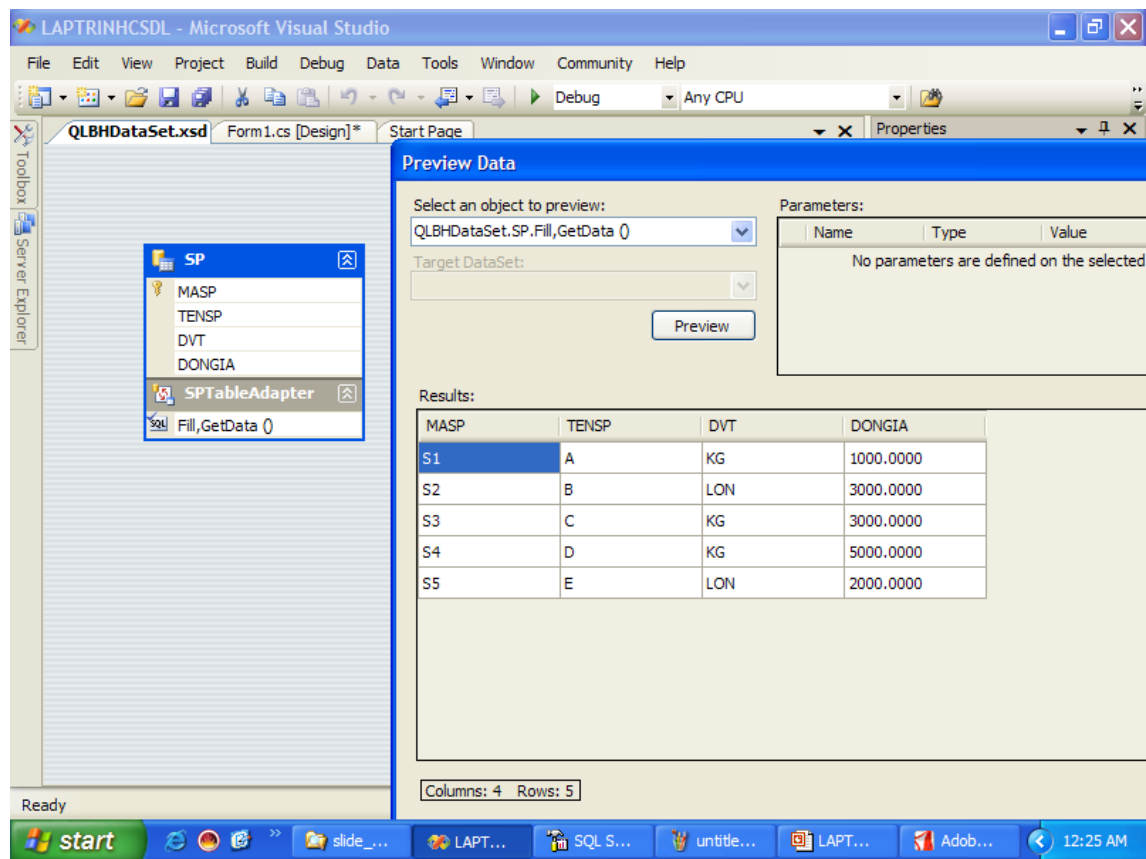 LAPTRINHCSDL - Microsoft Visual Studio
File Edit View Project Build Debug Data Tools Window Community Help
Debug Any CPU
QLBHDataSet.xsd Form1.cs [Design]* Start Page Properties
Toolbox
Server Explorer
SP
MASP
TENSP
DVT
DONGIA
SPTableAdapter
SQL Fill,GetData ()
Preview Data
Select an object to preview:
QLBHDataSet.SP.Fill,GetData ()
Target DataSet:
Preview
Parameters:
Name Type Value
No parameters are defined on the selected
Results:
MASP TENSP DVT DONGIA
S1 A KG 1000.0000
S2 B LON 3000.0000
S3 C KG 3000.0000
S4 D KG 5000.0000
S5 E LON 2000.0000
Columns: 4 Rows: 5
Ready
start slide_... LAPT... SQL S... untitle... LAPT... Adob... 12:25 AM